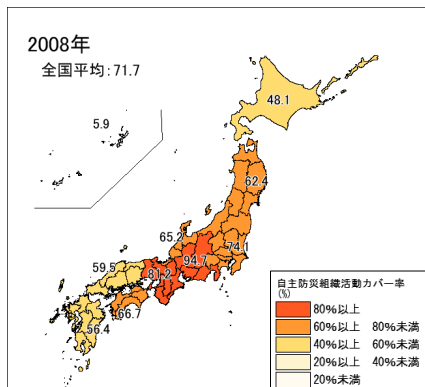 2008年
全国平均:71.7
48.1
5.9
62.4
65.2
74.1
94.7
59.5
81.2
66.7
56.4
自主防災組織活動カバー率
(%)
80%以上
60%以上 80%未満
40%以上 60%未満
20%以上 40%未満
20%未満